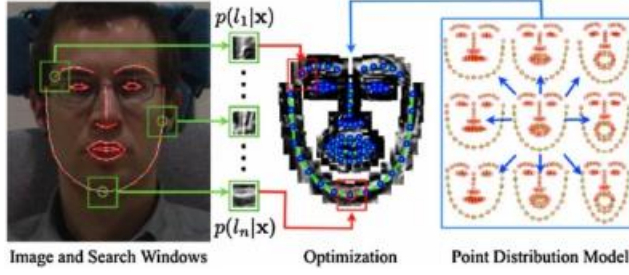 p(l₁|x)
p(lₙ|x)
Image and Search Windows
Optimization
Point Distribution Model